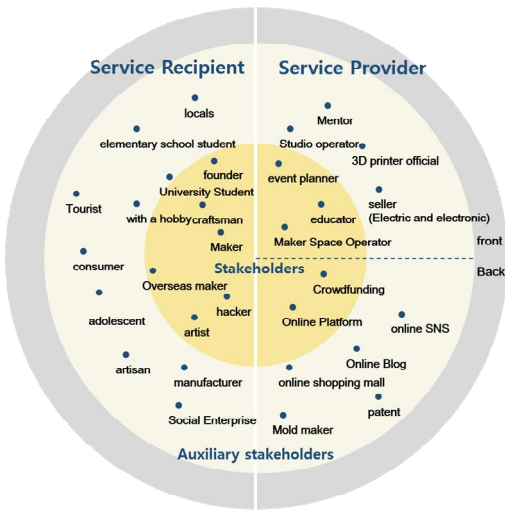 Service Recipient
Service Provider
locals
Mentor
elementary school student
Studio operator
3D printer official
founder
event planner
University Student
Tourist
with a hobby
craftsman
educator
seller
(Electric and electronic)
Maker
Maker Space Operator
front
consumer
Stakeholders
Back
Overseas maker
Crowdfunding
adolescent
hacker
artist
Online Platform
online SNS
artisan
Online Blog
manufacturer
online shopping mall
Social Enterprise
patent
Mold maker
Auxiliary stakeholders